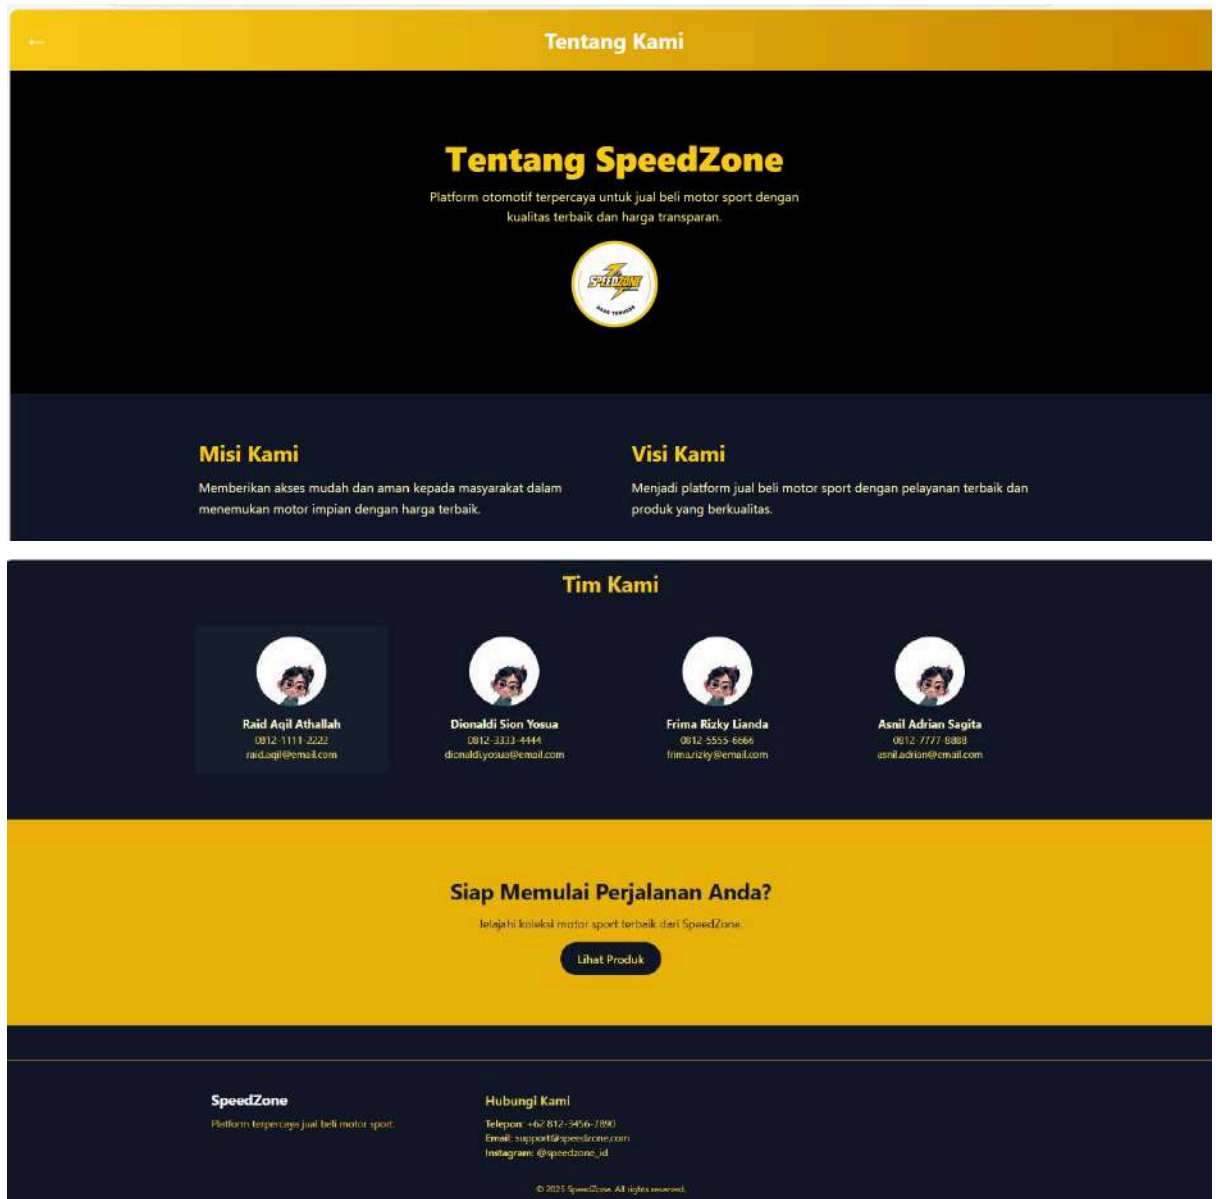 ←
Tentang Kami
Tentang SpeedZone
Platform otomotif terpercaya untuk jual beli motor sport dengan
kualitas terbaik dan harga transparan.
SPEEDZONE
Misi Kami
Memberikan akses mudah dan aman kepada masyarakat dalam
menemukan motor impian dengan harga terbaik.
Visi Kami
Menjadi platform jual beli motor sport dengan pelayanan terbaik dan
produk yang berkualitas.
Tim Kami
Raid Aqil Athallah
0812-1111-2222
raid.aqil@email.com
Dionaldi Sion Yosua
0812-3333-4444
dionaldi.yosua@email.com
Frima Rizky Lianda
0812-5555-6666
frima.rizky@email.com
Asnil Adrian Sagita
0812-7777-8888
asnil.adrian@email.com
Siap Memulai Perjalanan Anda?
Jelajahi koleksi motor sport terbaik dari SpeedZone.
Lihat Produk
SpeedZone
Platform terpercaya jual beli motor sport.
Hubungi Kami
Telepon: +62 812-3456-7890
Email: support@speedzone.com
Instagram: @speedzone_id
© 2025 SpeedZone. All rights reserved.